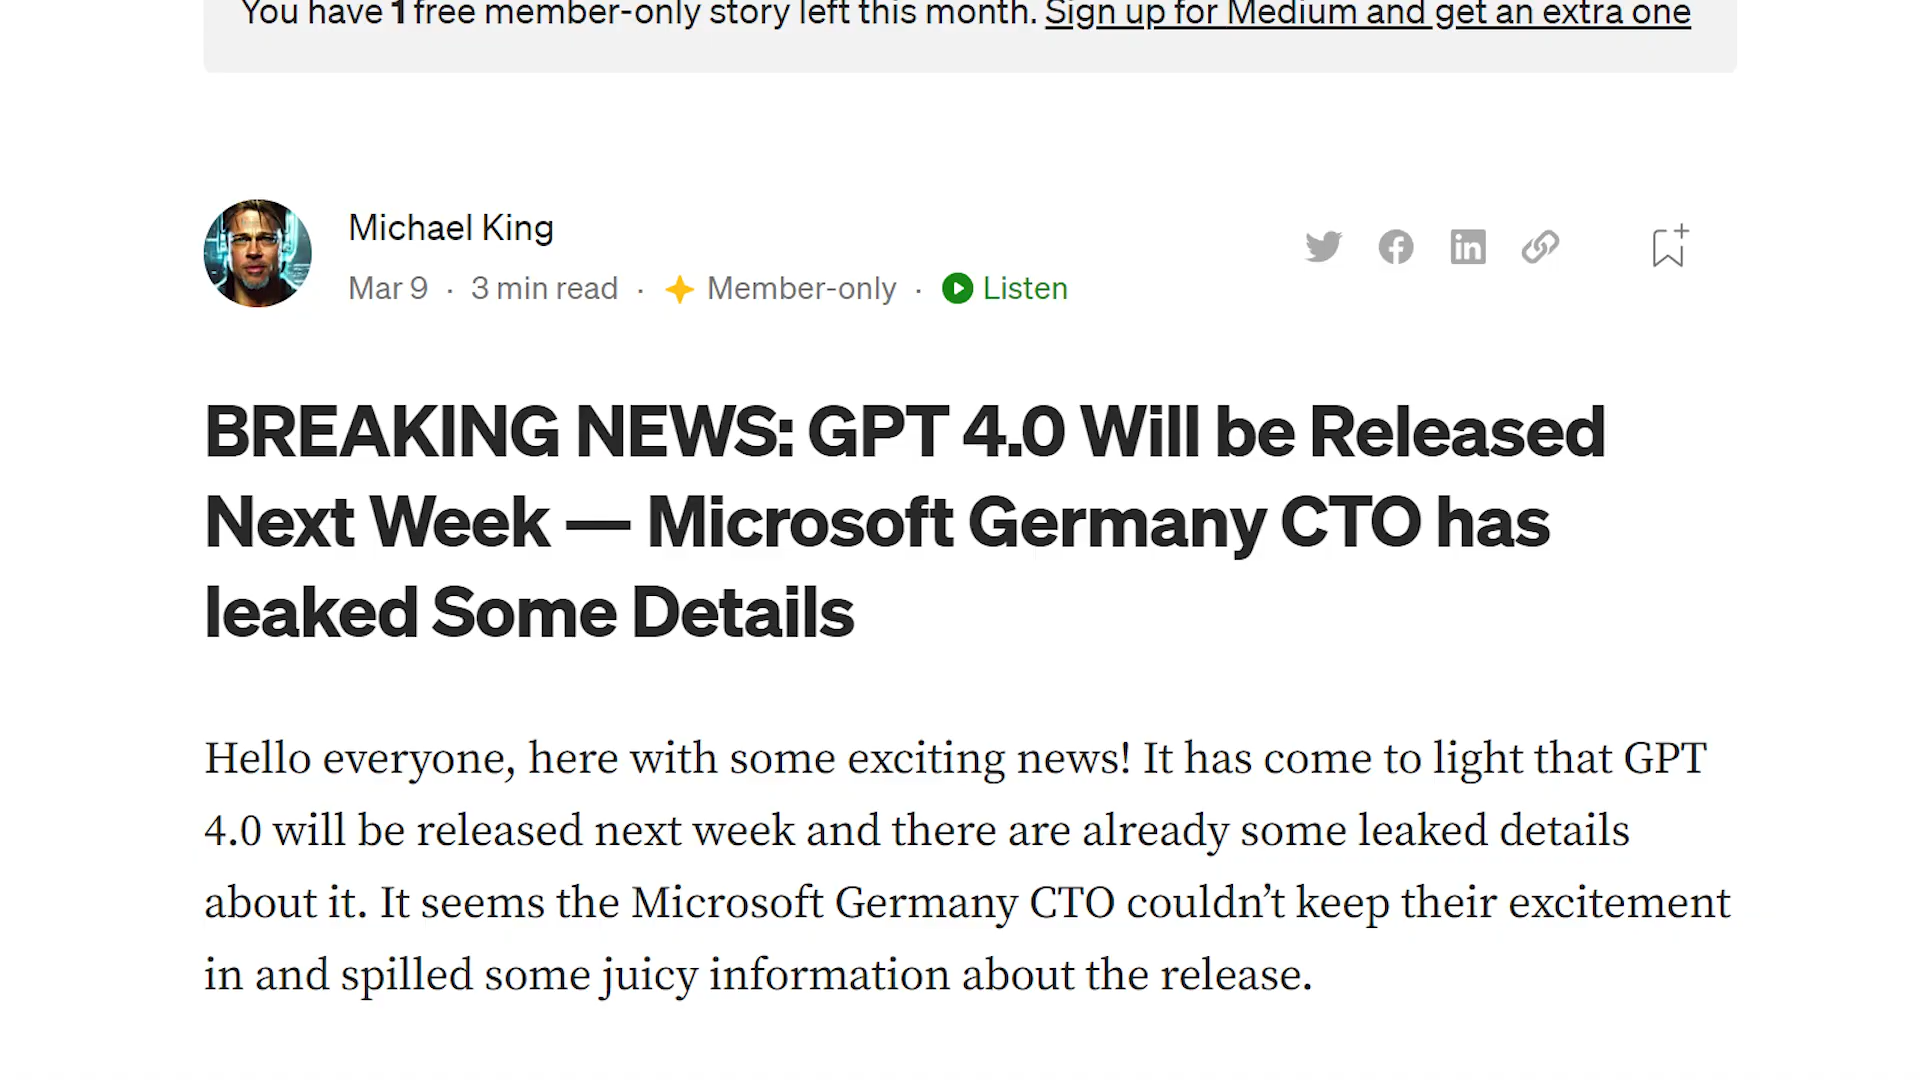 You have 1 free member-only story left this month. Sign up for Medium and get an extra one
Michael King
Mar 9 · 3 min read · Member-only · Listen
BREAKING NEWS: GPT 4.0 Will be Released
Next Week — Microsoft Germany CTO has
leaked Some Details
Hello everyone, here with some exciting news! It has come to light that GPT
4.0 will be released next week and there are already some leaked details
about it. It seems the Microsoft Germany CTO couldn’t keep their excitement
in and spilled some juicy information about the release.